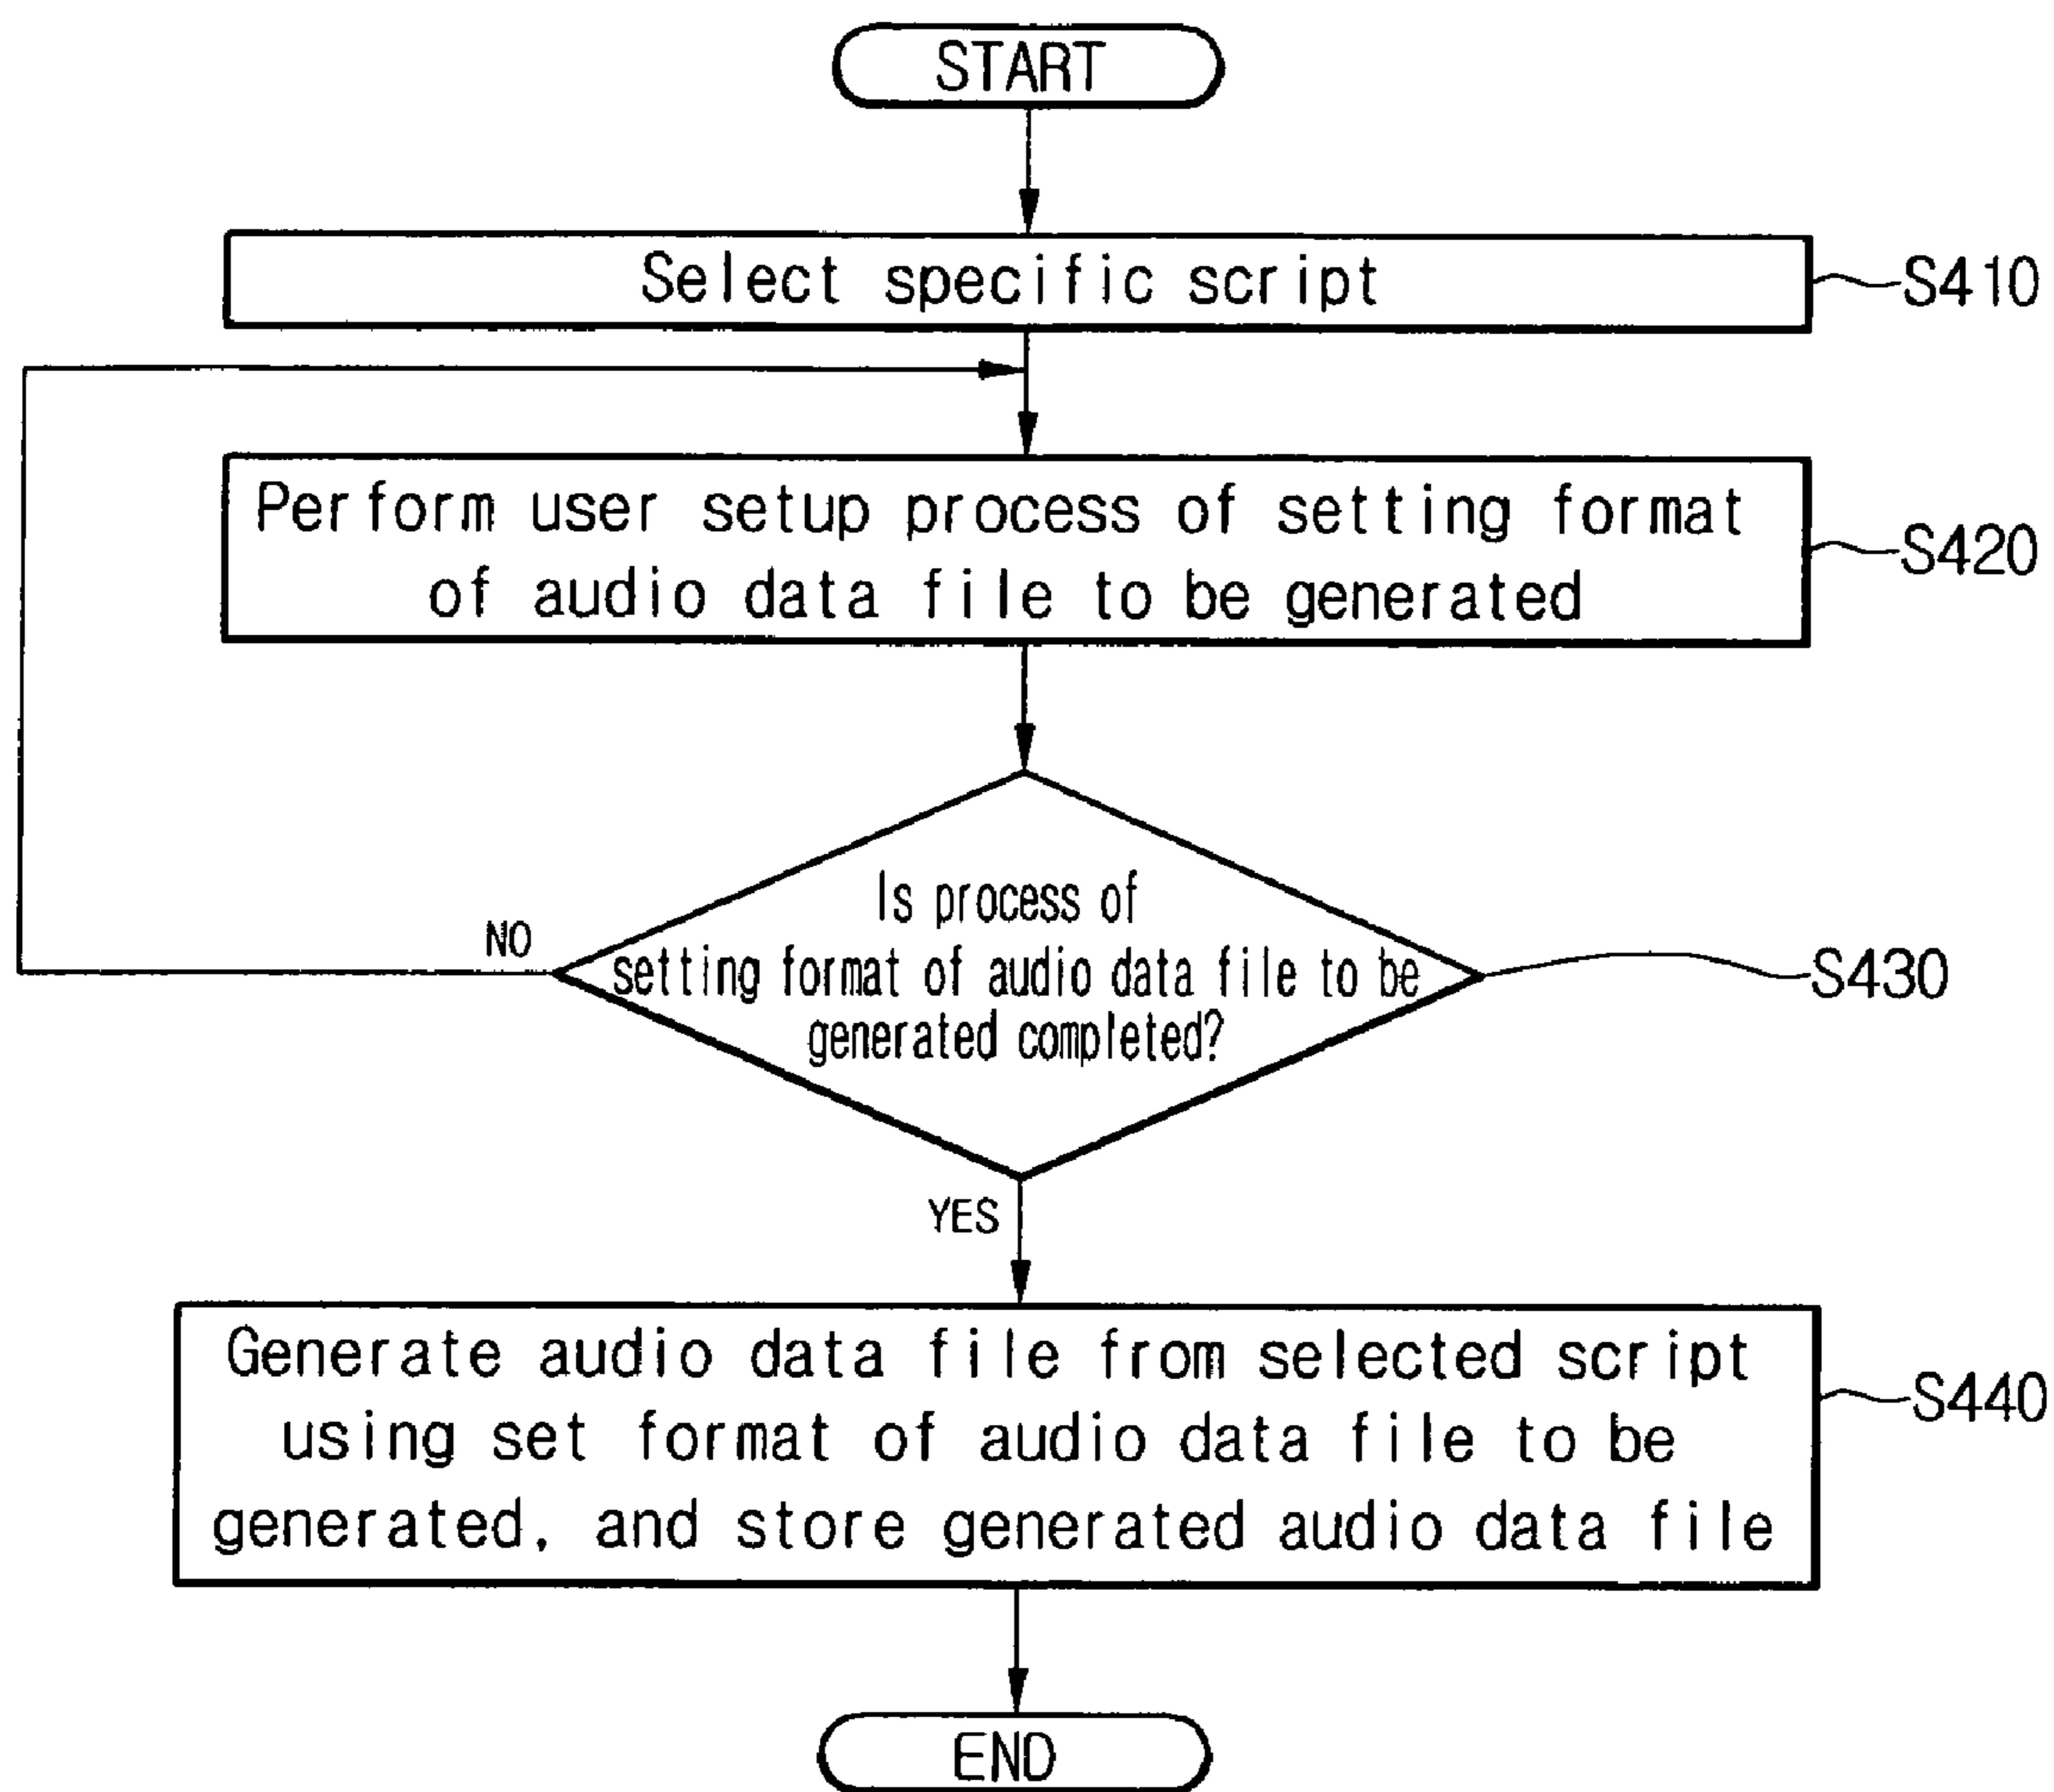 START
Select specific script
S410
Perform user setup process of setting format
of audio data file to be generated
S420
Is process of
setting format of audio data file to be
generated completed?
NO
S430
YES
Generate audio data file from selected script
using set format of audio data file to be
generated, and store generated audio data file
S440
END